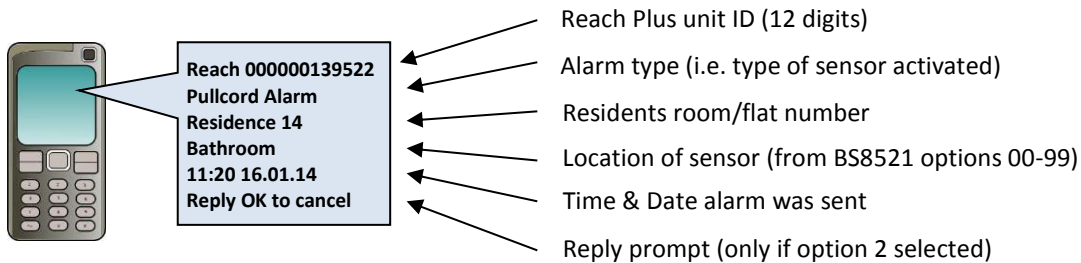 Reach 000000139522
Pullcord Alarm
Residence 14
Bathroom
11:20 16.01.14
Reply OK to cancel
Reach Plus unit ID (12 digits)
Alarm type (i.e. type of sensor activated)
Residents room/flat number
Location of sensor (from BS8521 options 00-99)
Time & Date alarm was sent
Reply prompt (only if option 2 selected)